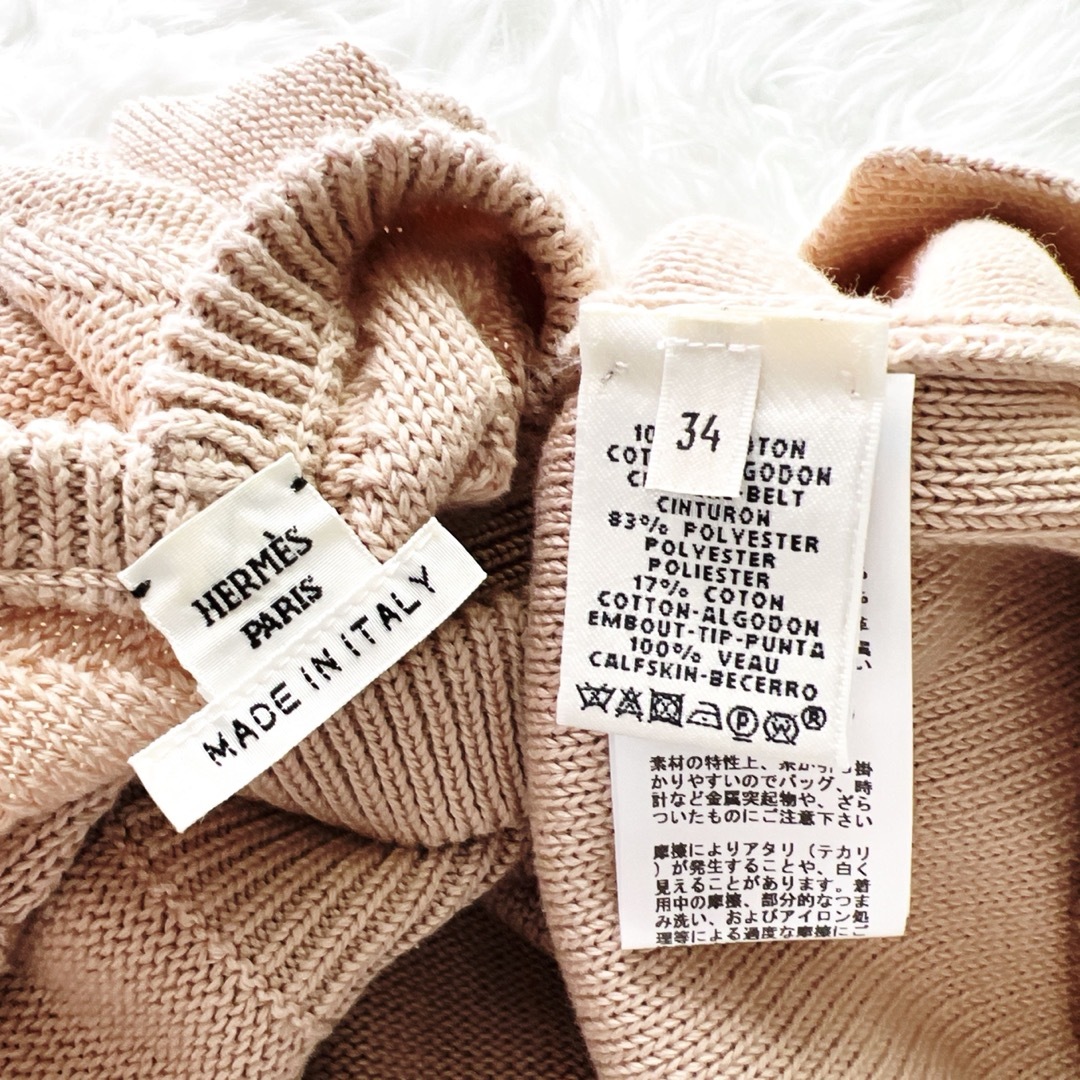 HERMÈS
PARIS
MADE IN ITALY
34
COTTON-ALGODON
CINTURON
83% POLYESTER
POLYESTER
POLIESTER
17% COTON
COTTON-ALGODON
EMBOUT-TIP-PUNTA
100% VEAU
CALFSKIN-BECERRO
P W®
素材の特性上、糸が引っ掛
かりやすいのでバッグ、時
計など金属突起物や、ざら
ついたものにご注意下さい
摩擦によりアタリ（テカリ
）が発生することや、白く
見えることがあります。着
用中の摩擦、部分的なつま
み洗い、およびアイロン処
理等による過度な摩擦にご